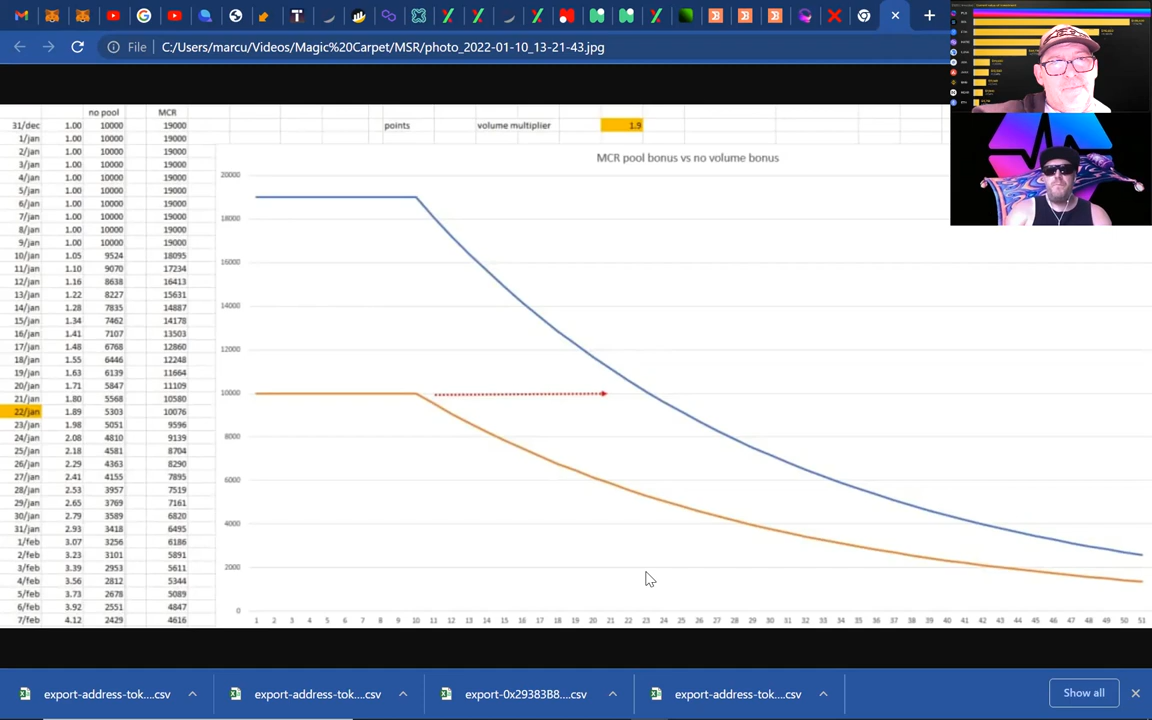 File C:/Users/marcu/Videos/Magic%20Carpet/MSR/photo_2022-01-10_13-21-43.jpg
no pool MCR
31/dec 1.00 10000 19000 points volume multiplier 1.9
1/jan 1.00 10000 19000
2/jan 1.00 10000 19000
3/jan 1.00 10000 19000
4/jan 1.00 10000 19000
5/jan 1.00 10000 19000
6/jan 1.00 10000 19000
7/jan 1.00 10000 19000
8/jan 1.00 10000 19000
9/jan 1.00 10000 19000
10/jan 1.05 9524 18095
11/jan 1.10 9070 17234
12/jan 1.16 8638 16413
13/jan 1.22 8227 15631
14/jan 1.28 7835 14887
15/jan 1.34 7462 14178
16/jan 1.41 7107 13503
17/jan 1.48 6768 12860
18/jan 1.55 6446 12248
19/jan 1.63 6139 11664
20/jan 1.71 5847 11109
21/jan 1.80 5568 10580
22/jan 1.89 5303 10076
23/jan 1.98 5051 9596
24/jan 2.08 4810 9139
25/jan 2.18 4581 8704
26/jan 2.29 4363 8290
27/jan 2.41 4155 7895
28/jan 2.53 3957 7519
29/jan 2.65 3769 7161
30/jan 2.79 3589 6820
31/jan 2.93 3418 6495
1/feb 3.07 3256 6186
2/feb 3.23 3101 5891
3/feb 3.39 2953 5611
4/feb 3.56 2812 5344
5/feb 3.73 2678 5089
6/feb 3.92 2551 4847
7/feb 4.12 2429 4616
MCR pool bonus vs no volume bonus
20000
18000
16000
14000
12000
10000
8000
6000
4000
2000
0
1 2 3 4 5 6 7 8 9 10 11 12 13 14 15 16 17 18 19 20 21 22 23 24 25 26 27 28 29 30 31 32 33 34 35 36 37 38 39 40 41 42 43 44 45 46 47 48 49 50 51
export-address-tok....csv export-address-tok....csv export-0x29383B8....csv export-address-tok....csv Show all